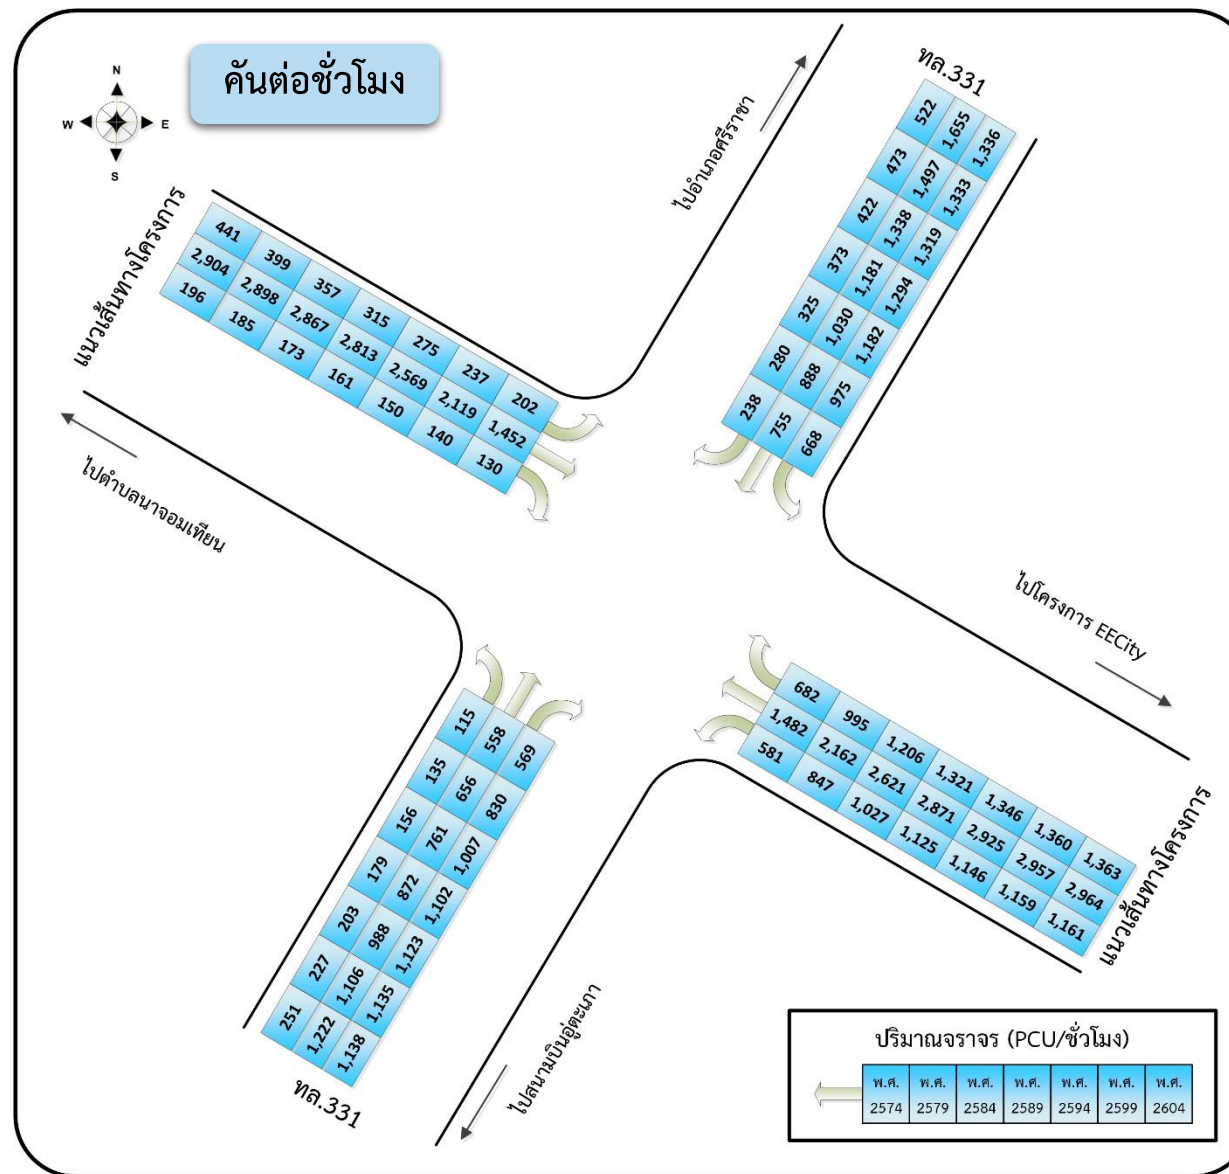 คันต่อชั่วโมง
N
W E
S
ทล.331
ไปอำเภอศรีราชา
522 1,655 1,336
473 1,497 1,333
422 1,338 1,319
373 1,181 1,294
325 1,030 1,182
280 888 975
238 755 668
แนวเส้นทางโครงการ
441 399 357 315 275 237 202
2,904 2,898 2,867 2,813 2,569 2,119 1,452
196 185 173 161 150 140 130
ไปตำบลนาจอมเทียน
ไปโครงการ EECity
115 558 569
135 656 830
156 761 1,007
179 872 1,102
203 988 1,123
227 1,106 1,135
251 1,222 1,138
ทล.331
ไปสนามบินอู่ตะเภา
682 995 1,206 1,321 1,346 1,360 1,363
1,482 2,162 2,621 2,871 2,925 2,957 2,964
581 847 1,027 1,125 1,146 1,159 1,161
แนวเส้นทางโครงการ
ปริมาณจราจร (PCU/ชั่วโมง)
พ.ศ. พ.ศ. พ.ศ. พ.ศ. พ.ศ. พ.ศ. พ.ศ.
2574 2579 2584 2589 2594 2599 2604